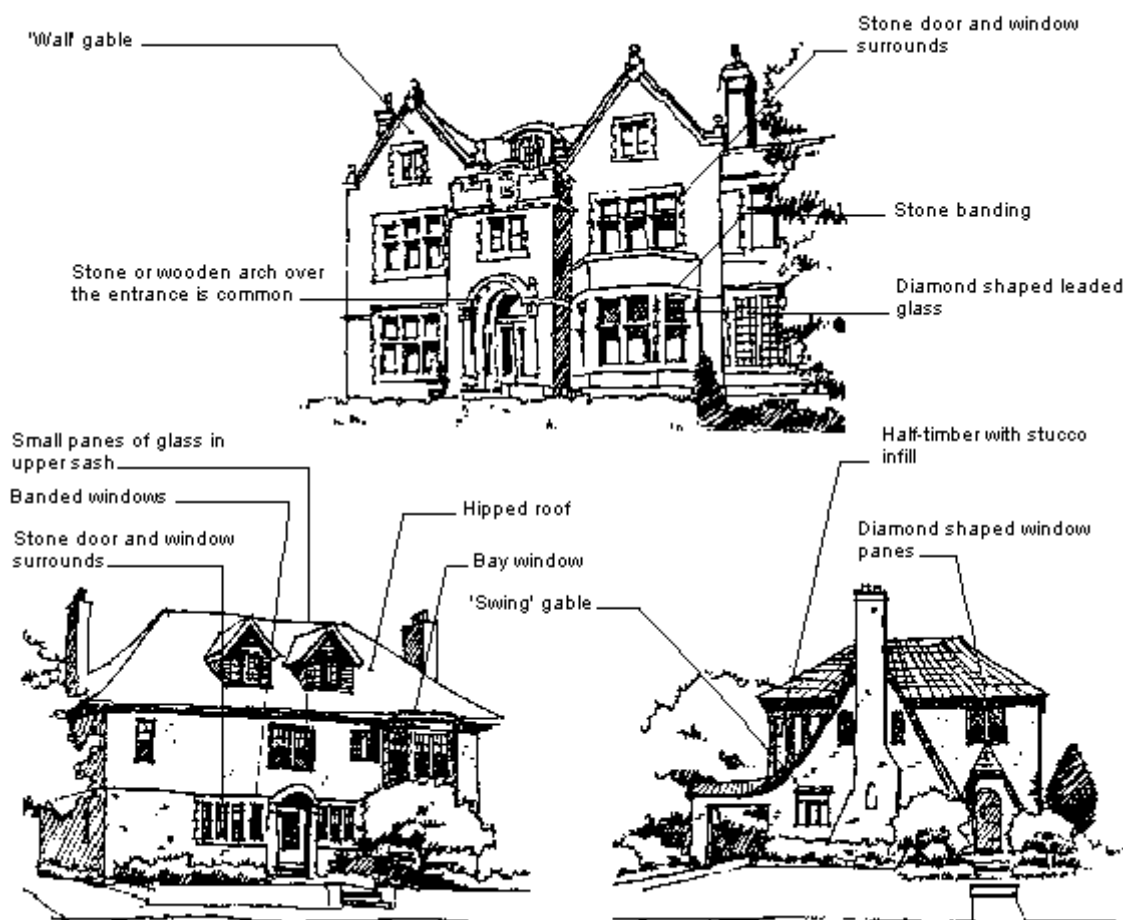 'Wall' gable
Stone door and window
surrounds
Stone banding
Stone or wooden arch over
the entrance is common
Diamond shaped leaded
glass
Small panes of glass in
upper sash
Banded windows
Stone door and window
surrounds
Hipped roof
Bay window
'Swing' gable
Half-timber with stucco
infill
Diamond shaped window
panes